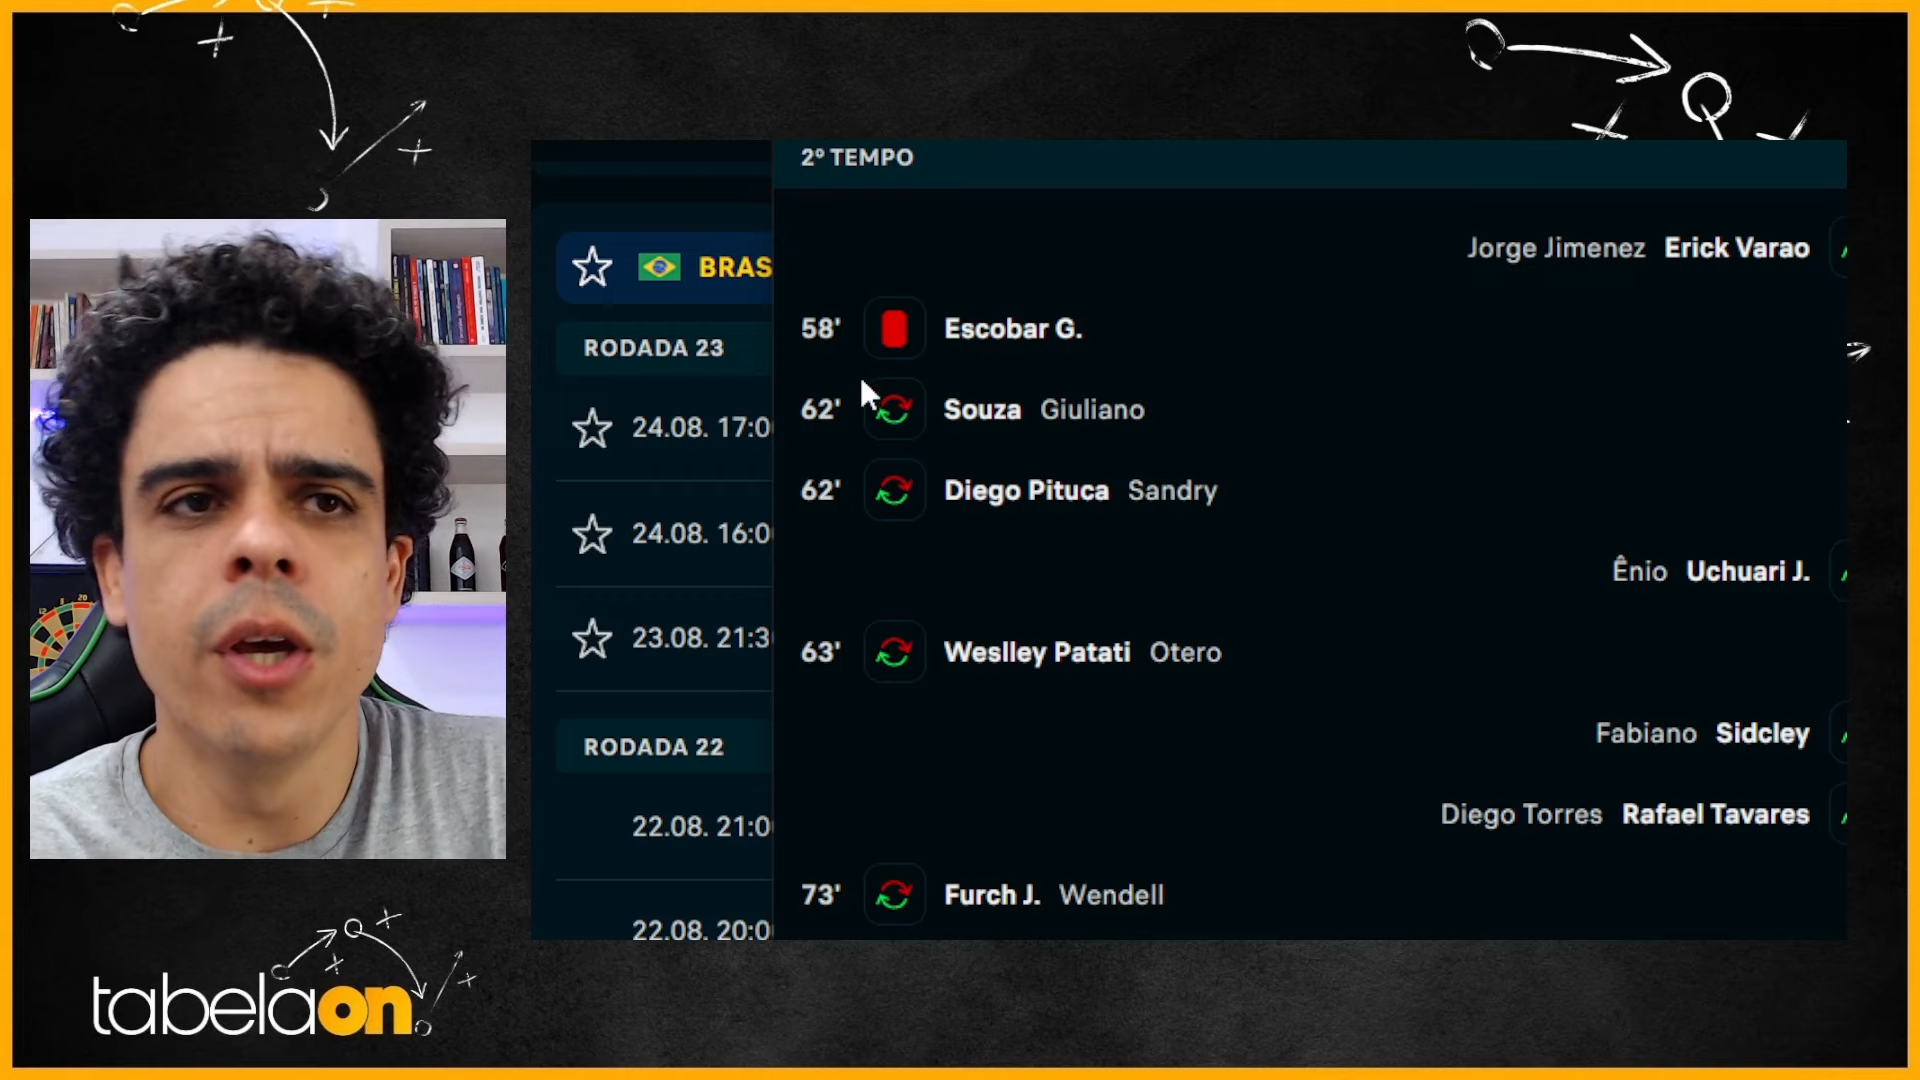 2º TEMPO
Jorge Jimenez Erick Varao
BRAS
58' Escobar G.
RODADA 23
62' Souza Giuliano
24.08. 17:0
62' Diego Pituca Sandry
24.08. 16:0
Ênio Uchuari J.
23.08. 21:3
63' Weslley Patati Otero
Fabiano Sidcley
RODADA 22
Diego Torres Rafael Tavares
22.08. 21:0
73' Furch J. Wendell
22.08. 20:0
tabelaon